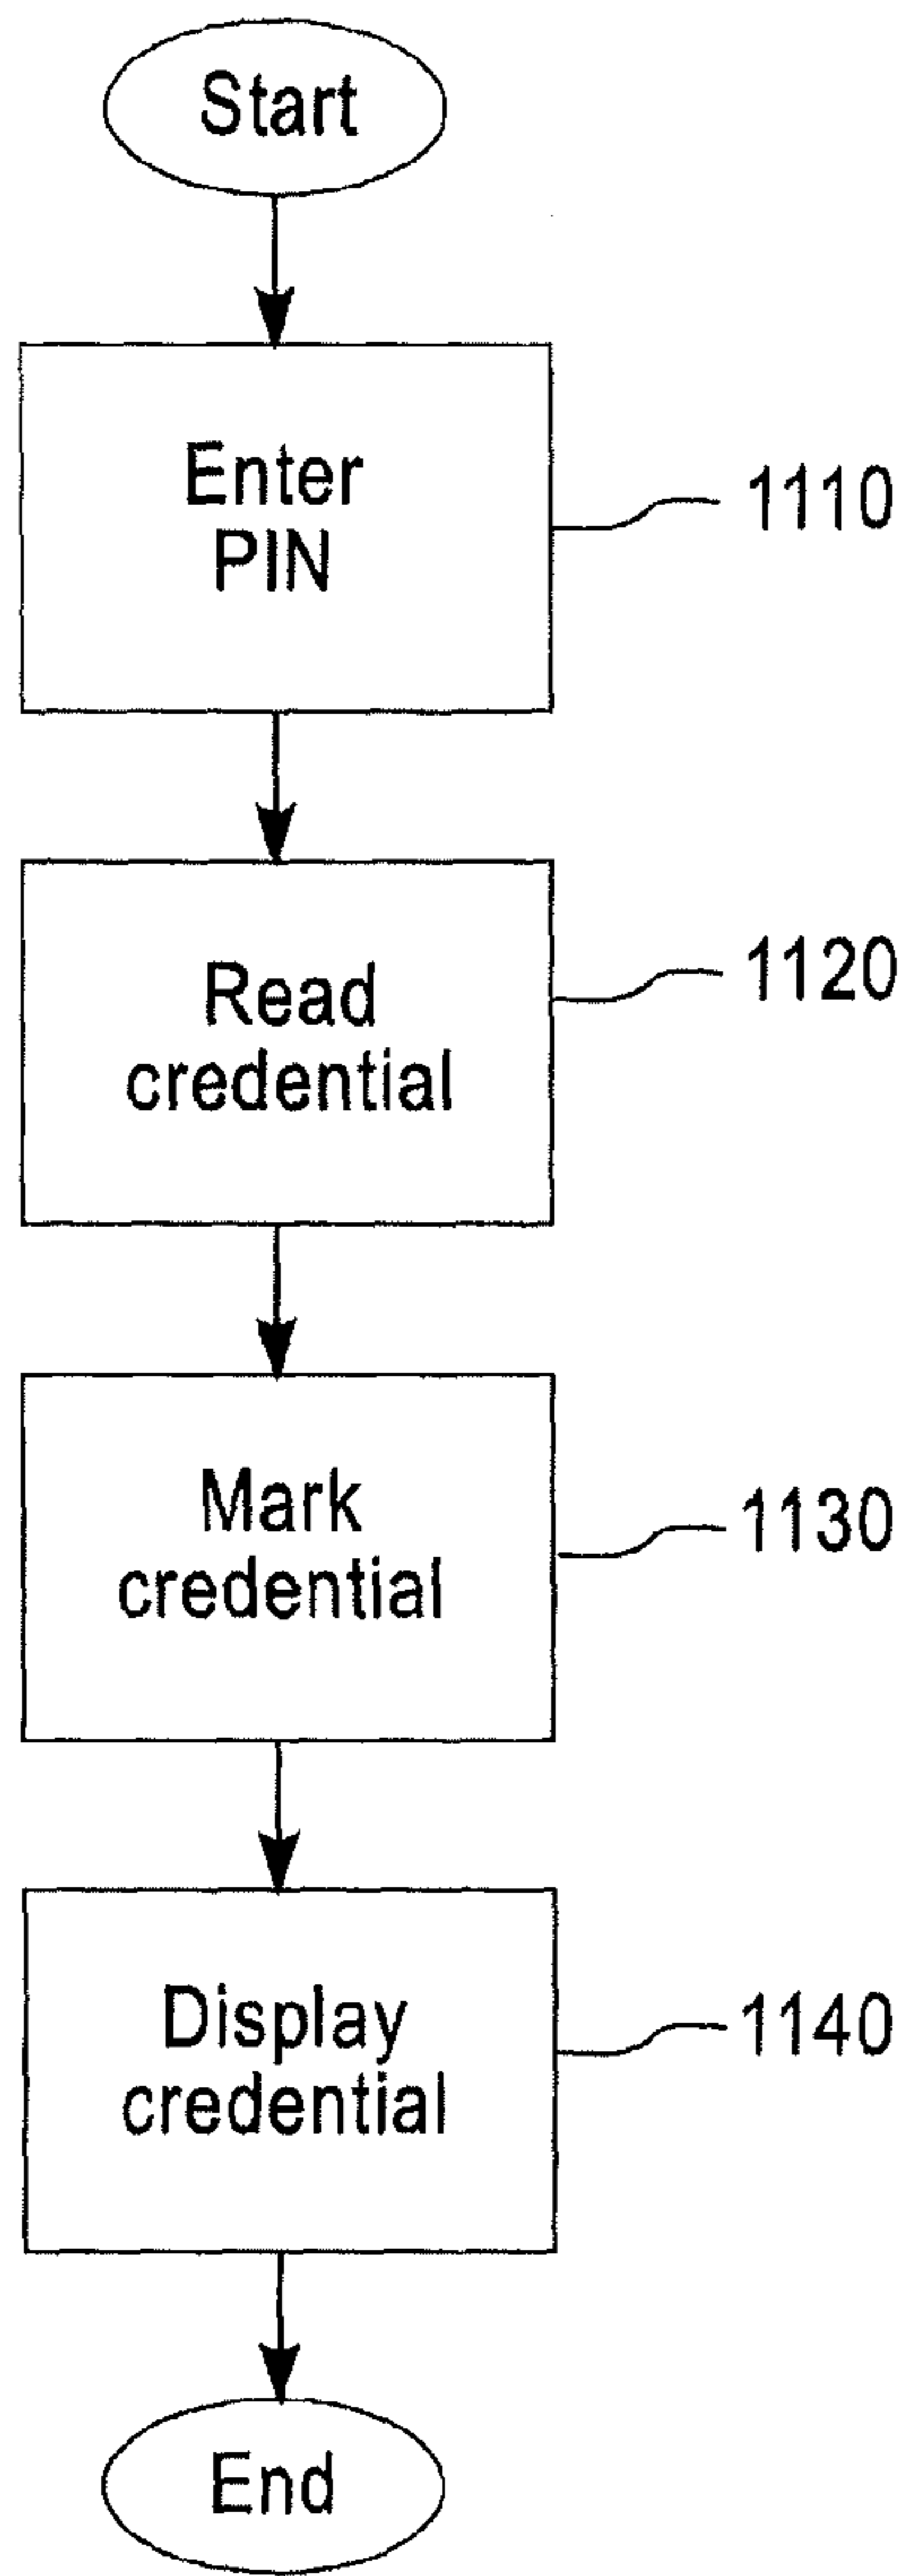 Start
Enter
PIN
1110
Read
credential
1120
Mark
credential
1130
Display
credential
1140
End